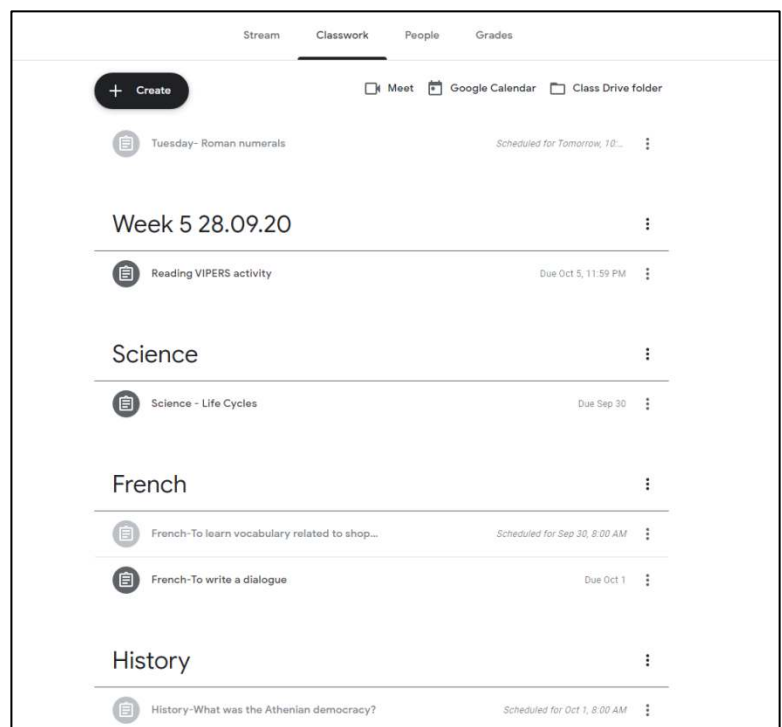 Stream Classwork People Grades
+ Create Meet Google Calendar Class Drive folder
Tuesday- Roman numerals Scheduled for Tomorrow, 10:...
Week 5 28.09.20
Reading VIPERS activity Due Oct 5, 11:59 PM
Science
Science - Life Cycles Due Sep 30
French
French-To learn vocabulary related to shop... Scheduled for Sep 30, 8:00 AM
French-To write a dialogue Due Oct 1
History
History-What was the Athenian democracy? Scheduled for Oct 1, 8:00 AM